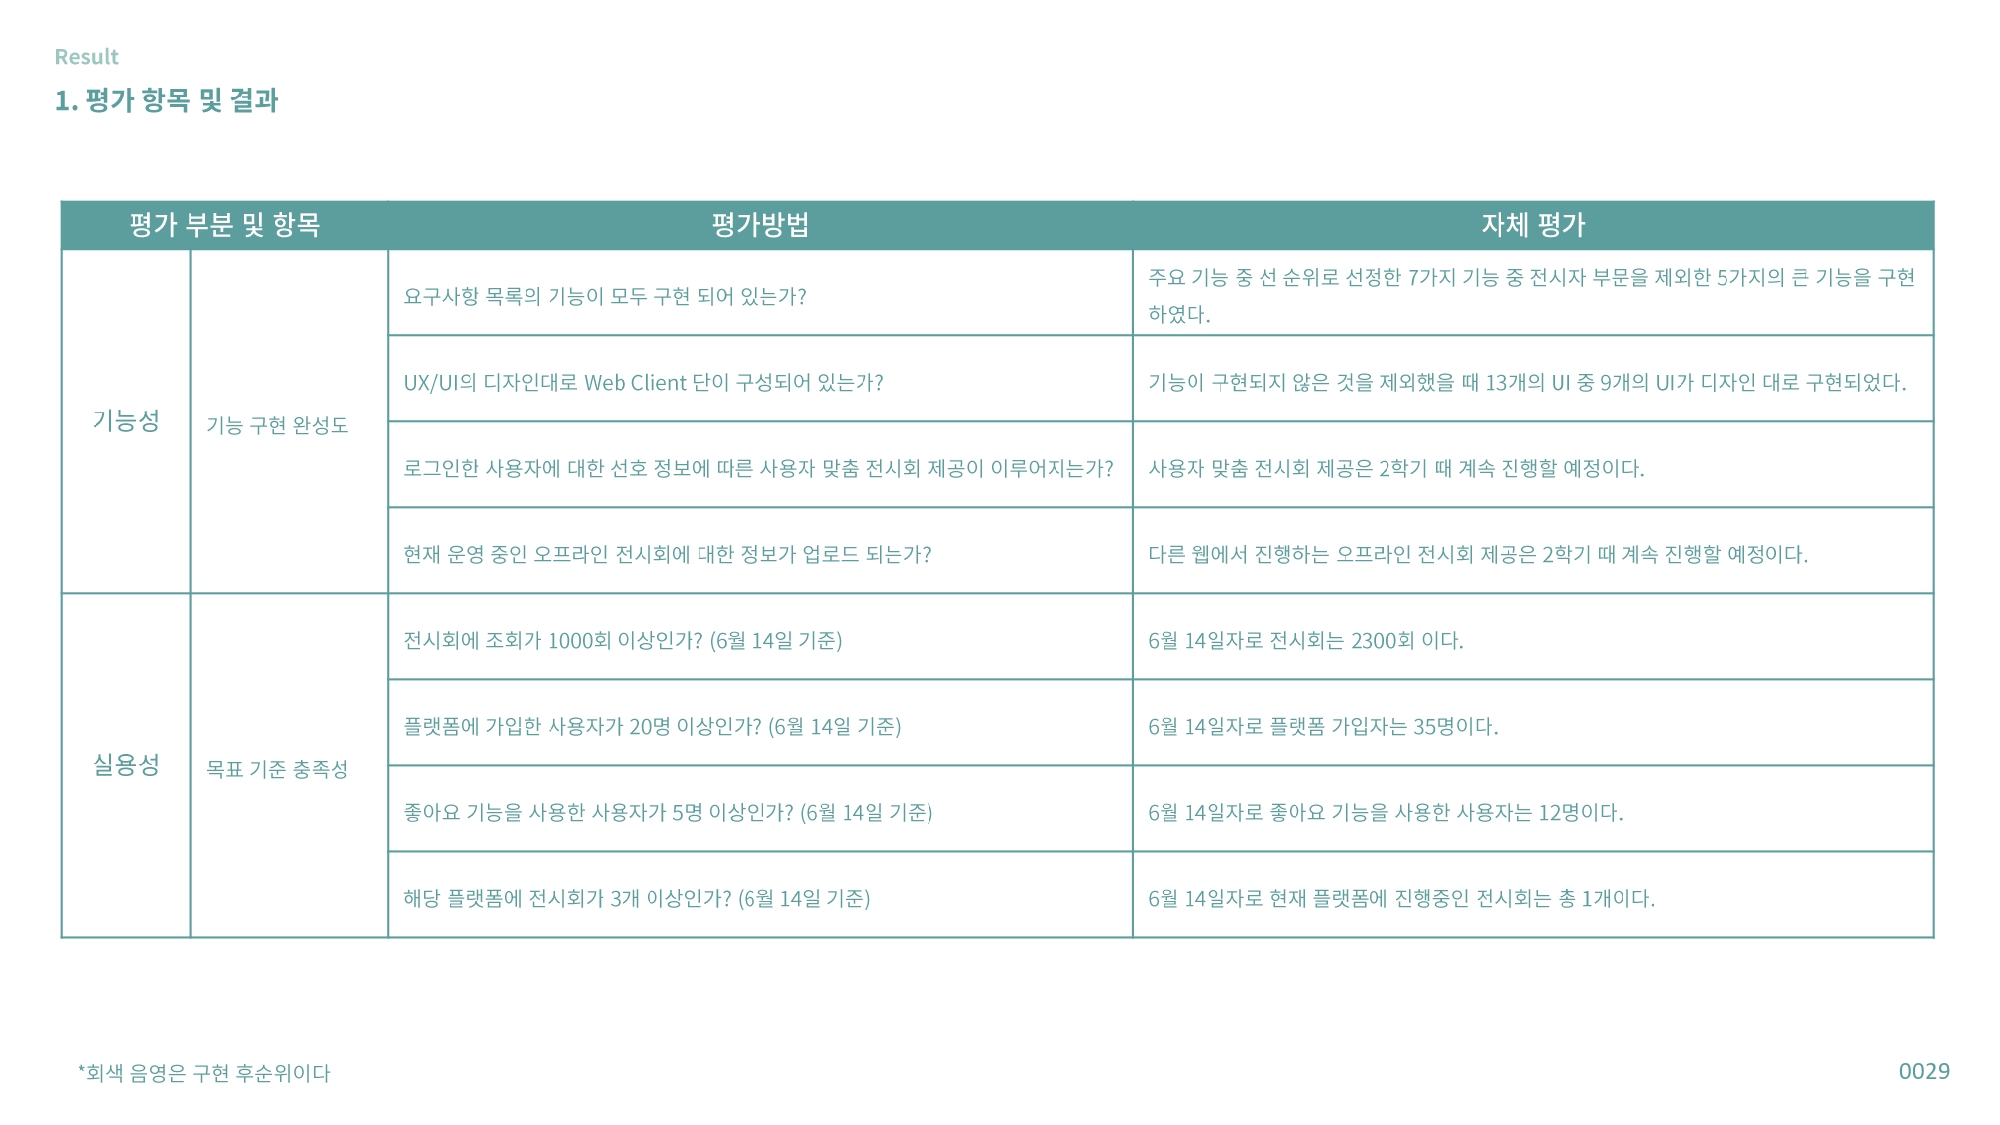 Result
1. 평가 항목 및 결과
평가 부분 및 항목
평가방법
자체 평가
기능성
기능 구현 완성도
요구사항 목록의 기능이 모두 구현 되어 있는가?
주요 기능 중 선 순위로 선정한 7가지 기능 중 전시자 부문을 제외한 5가지의 큰 기능을 구현
하였다.
UX/UI의 디자인대로 Web Client 단이 구성되어 있는가?
기능이 구현되지 않은 것을 제외했을 때 13개의 UI 중 9개의 UI가 디자인 대로 구현되었다.
로그인한 사용자에 대한 선호 정보에 따른 사용자 맞춤 전시회 제공이 이루어지는가?
사용자 맞춤 전시회 제공은 2학기 때 계속 진행할 예정이다.
현재 운영 중인 오프라인 전시회에 대한 정보가 업로드 되는가?
다른 웹에서 진행하는 오프라인 전시회 제공은 2학기 때 계속 진행할 예정이다.
실용성
목표 기준 충족성
전시회에 조회가 1000회 이상인가? (6월 14일 기준)
6월 14일자로 전시회는 2300회 이다.
플랫폼에 가입한 사용자가 20명 이상인가? (6월 14일 기준)
6월 14일자로 플랫폼 가입자는 35명이다.
좋아요 기능을 사용한 사용자가 5명 이상인가? (6월 14일 기준)
6월 14일자로 좋아요 기능을 사용한 사용자는 12명이다.
해당 플랫폼에 전시회가 3개 이상인가? (6월 14일 기준)
6월 14일자로 현재 플랫폼에 진행중인 전시회는 총 1개이다.
*회색 음영은 구현 후순위이다
0029